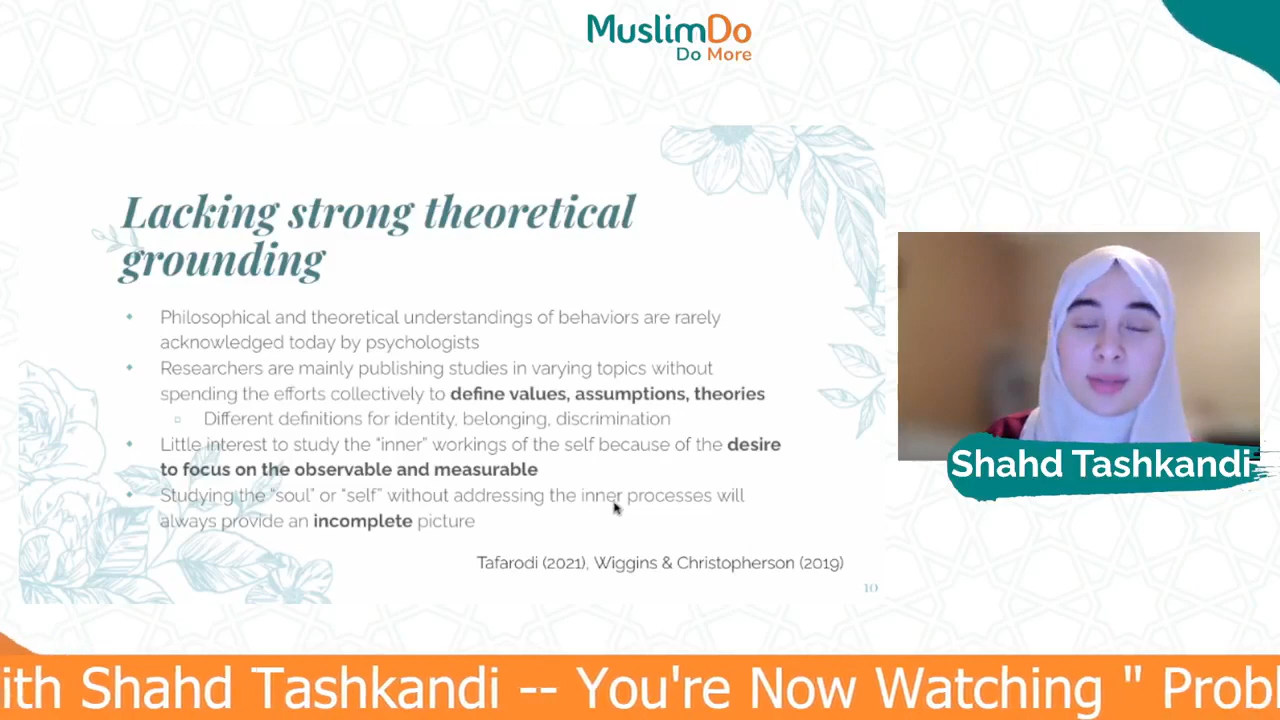 MuslimDo
Do More
Lacking strong theoretical
grounding
Philosophical and theoretical understandings of behaviors are rarely
acknowledged today by psychologists
Researchers are mainly publishing studies in varying topics without
spending the efforts collectively to define values, assumptions, theories
Different definitions for identity, belonging, discrimination
Little interest to study the "inner" workings of the self because of the desire
to focus on the observable and measurable
Studying the "soul" or "self" without addressing the inner processes will
always provide an incomplete picture
Tafarodi (2021), Wiggins & Christopherson (2019)
10
Shahd Tashkandi
ith Shahd Tashkandi -- You're Now Watching " Probl